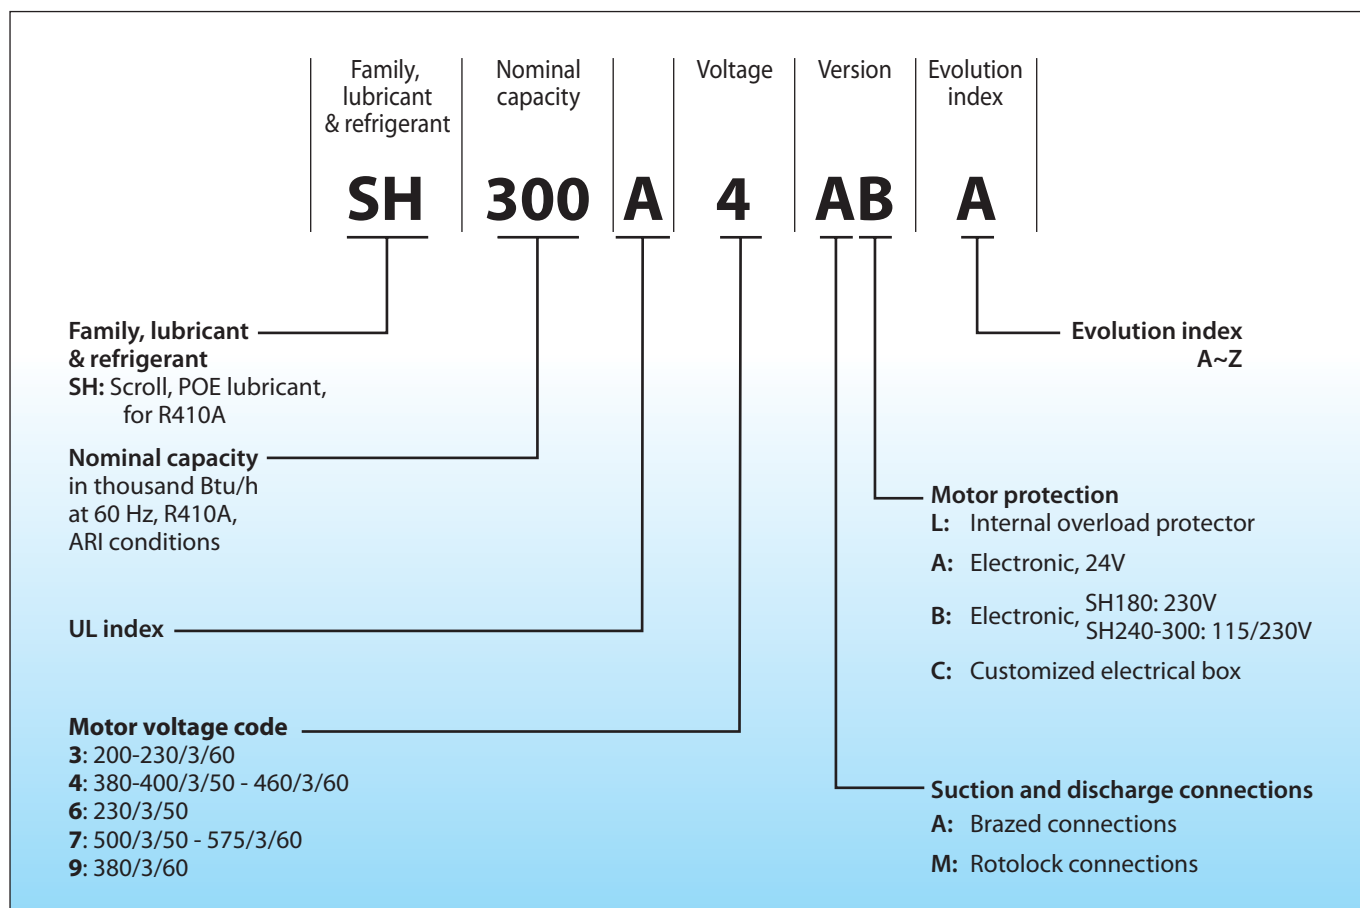 Family,
lubricant
& refrigerant
Nominal
capacity
Voltage
Version
Evolution
index
SH 300 A 4 AB A
Family, lubricant
& refrigerant
SH: Scroll, POE lubricant,
for R410A
Nominal capacity
in thousand Btu/h
at 60 Hz, R410A,
ARI conditions
UL index
Motor voltage code
3: 200-230/3/60
4: 380-400/3/50 - 460/3/60
6: 230/3/50
7: 500/3/50 - 575/3/60
9: 380/3/60
Evolution index
A~Z
Motor protection
L: Internal overload protector
A: Electronic, 24V
B: Electronic, SH180: 230V
SH240-300: 115/230V
C: Customized electrical box
Suction and discharge connections
A: Brazed connections
M: Rotolock connections